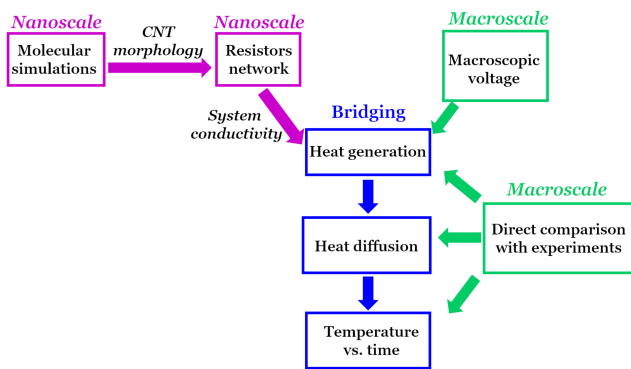 Nanoscale
Molecular
simulations
CNT
morphology
Nanoscale
Resistors
network
System
conductivity
Macroscale
Macroscopic
voltage
Bridging
Heat generation
Macroscale
Direct comparison
with experiments
Heat diffusion
Temperature
vs. time